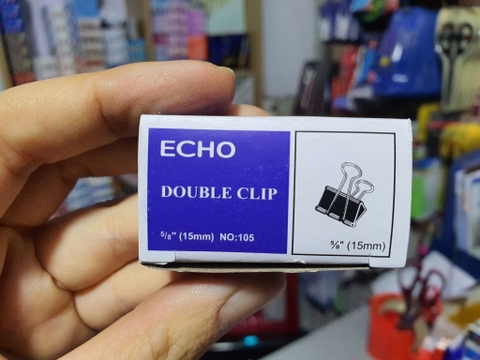 ECHO
DOUBLE CLIP
5/8" (15mm) NO:105
5/8" (15mm)